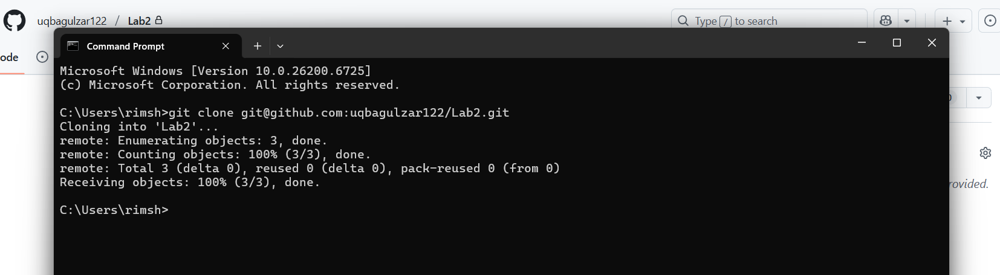 uqbagulzar122 / Lab2
Type / to search
ode
Command Prompt
Microsoft Windows [Version 10.0.26200.6725]
(c) Microsoft Corporation. All rights reserved.
C:\Users\rimsh>git clone git@github.com:uqbagulzar122/Lab2.git
Cloning into 'Lab2'...
remote: Enumerating objects: 3, done.
remote: Counting objects: 100% (3/3), done.
remote: Total 3 (delta 0), reused 0 (delta 0), pack-reused 0 (from 0)
Receiving objects: 100% (3/3), done.
rovided.
C:\Users\rimsh>